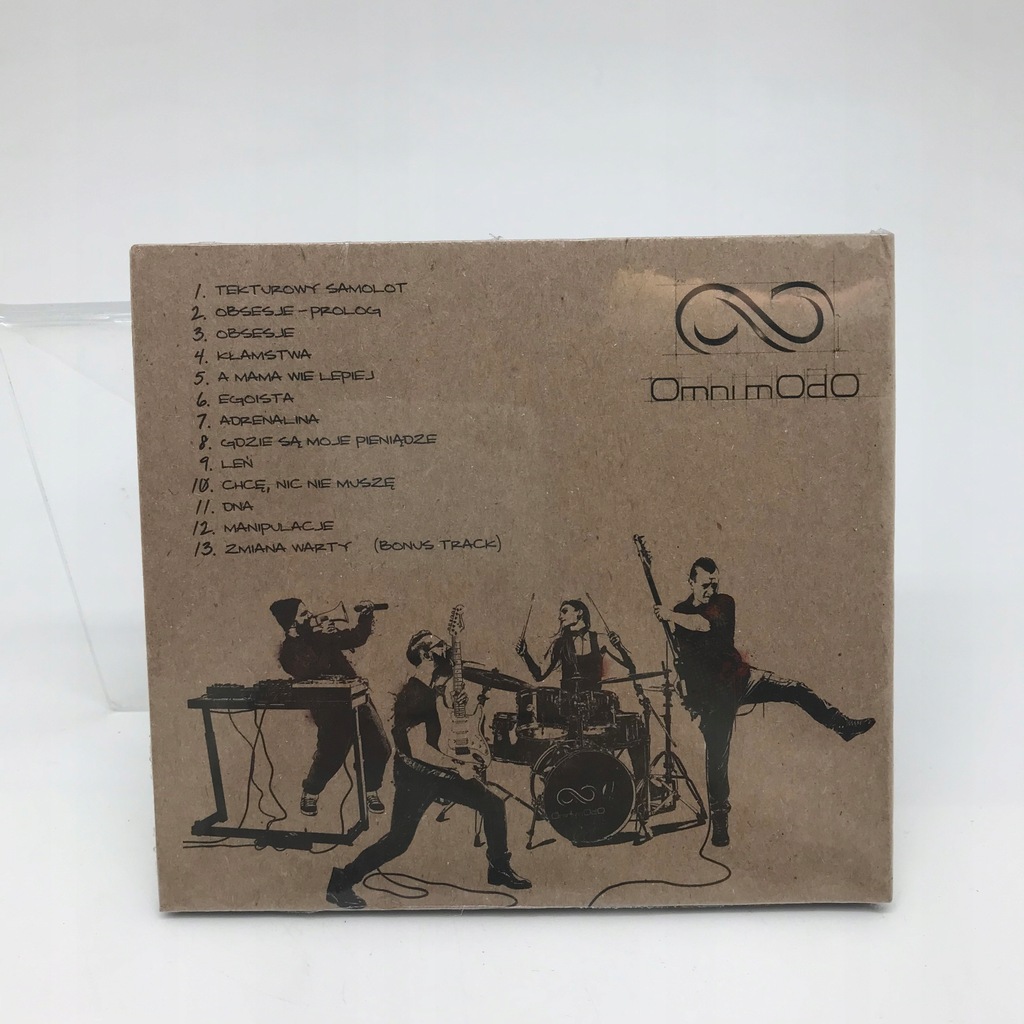 1. TEKTUROWY SAMOLOT
2. OBSESJE - PROLOG
3. OBSESJE
4. KŁAMSTWA
5. A MAMA WIE LEPIEJ
6. EGOISTA
7. ADRENALINA
8. GDZIE SĄ MOJE PIENIĄDZE
9. LEŃ
10. CHCĘ, NIC NIE MUSZĘ
11. DNA
12. MANIPULACJE
13. ZMIANA WARTY (BONUS TRACK)
OmnimOdO
OmnimOdO